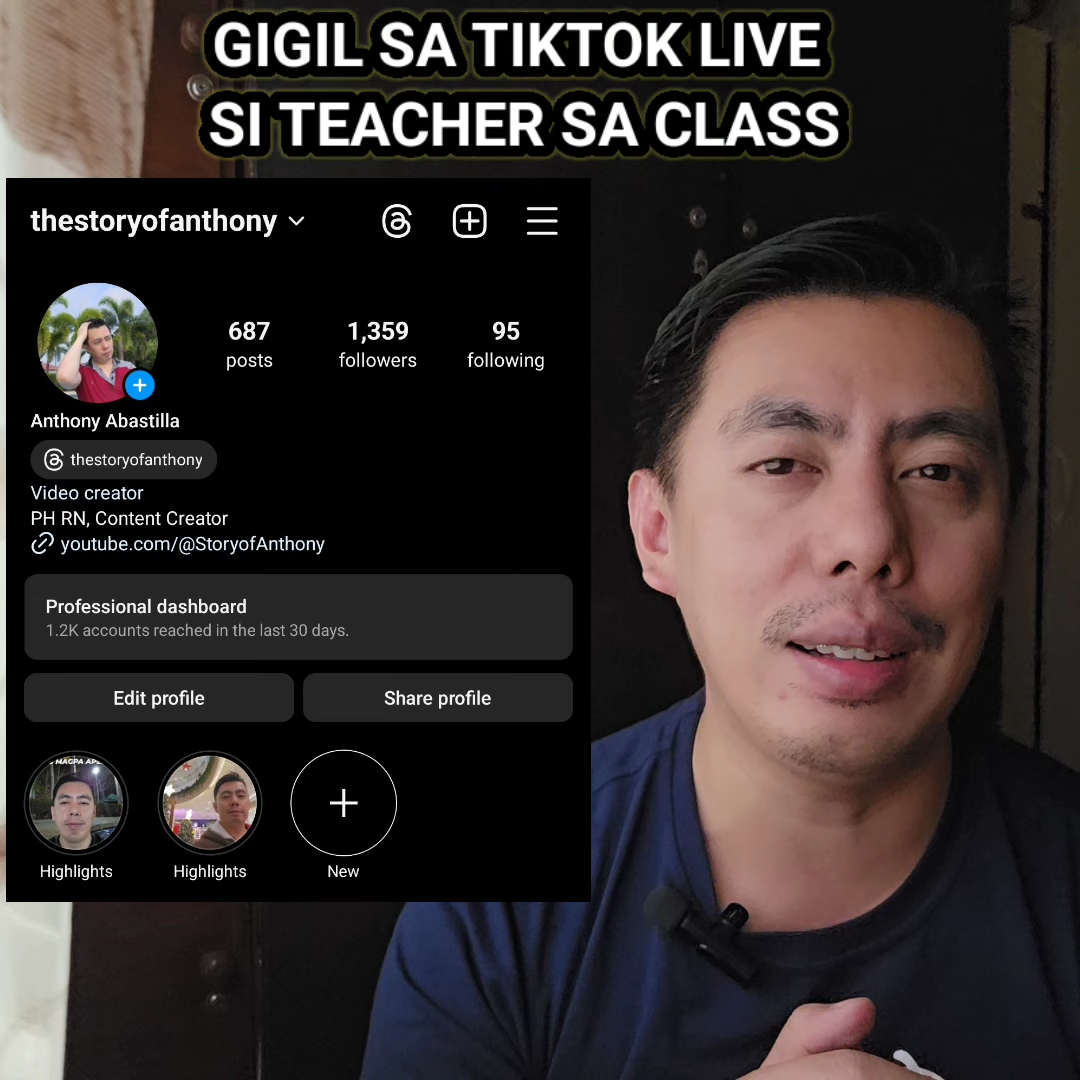 GIGIL SA TIKTOK LIVE
SI TEACHER SA CLASS
thestoryofanthony
687
1,359
95
posts
followers
following
Anthony Abastilla
thestoryofanthony
Video creator
PH RN, Content Creator
youtube.com/@StoryofAnthony
Professional dashboard
1.2K accounts reached in the last 30 days.
Edit profile
Share profile
Highlights
Highlights
New